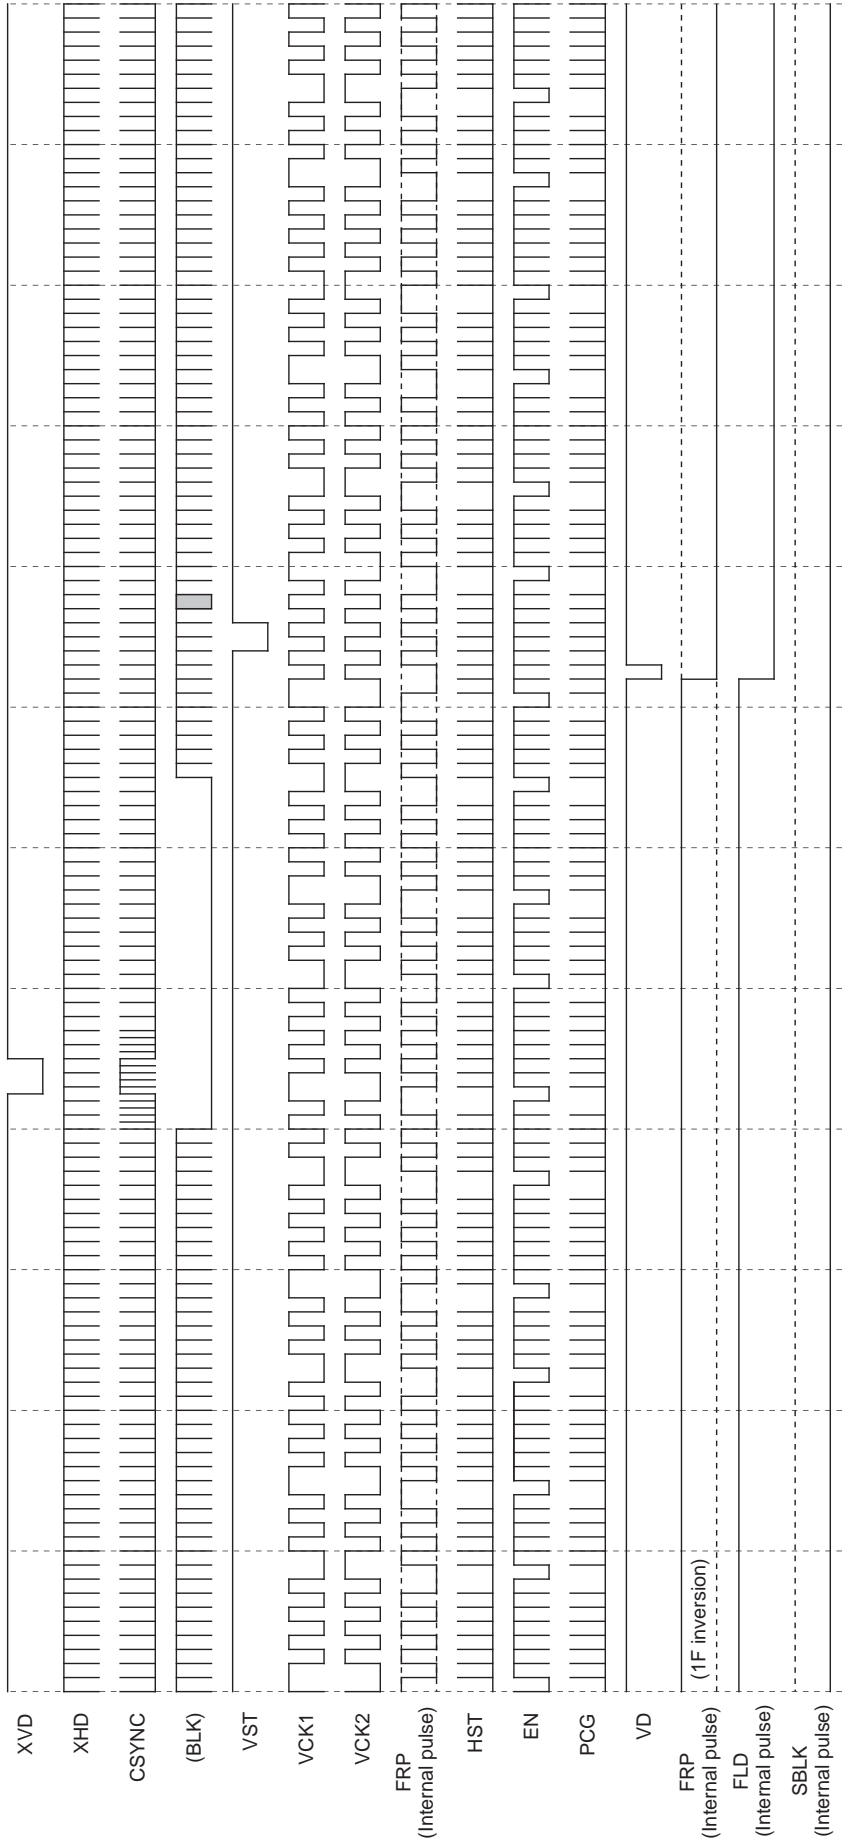 XVD
XHD
CSYNC
(BLK)
VST
VCK1
VCK2
FRP
(Internal pulse)
HST
EN
PCG
VD
FRP
(Internal pulse)
(1F inversion)
FLD
(Internal pulse)
SBLK
(Internal pulse)